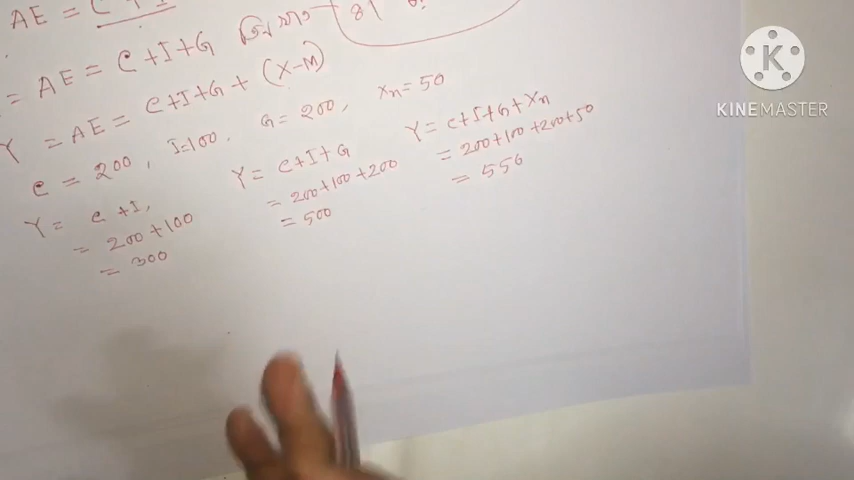 AE = C + I
= AE = C+I+G
Y = AE = C+I+G + (X-M)
C = 200, I=100. G= 200, Xn = 50
Y = C +I,
= 200 + 100
= 300
Y = C+I+G
= 200+100 +200
= 500
Y = C+I+G+Xn
= 200+100 +200+50
= 550
KINEMASTER